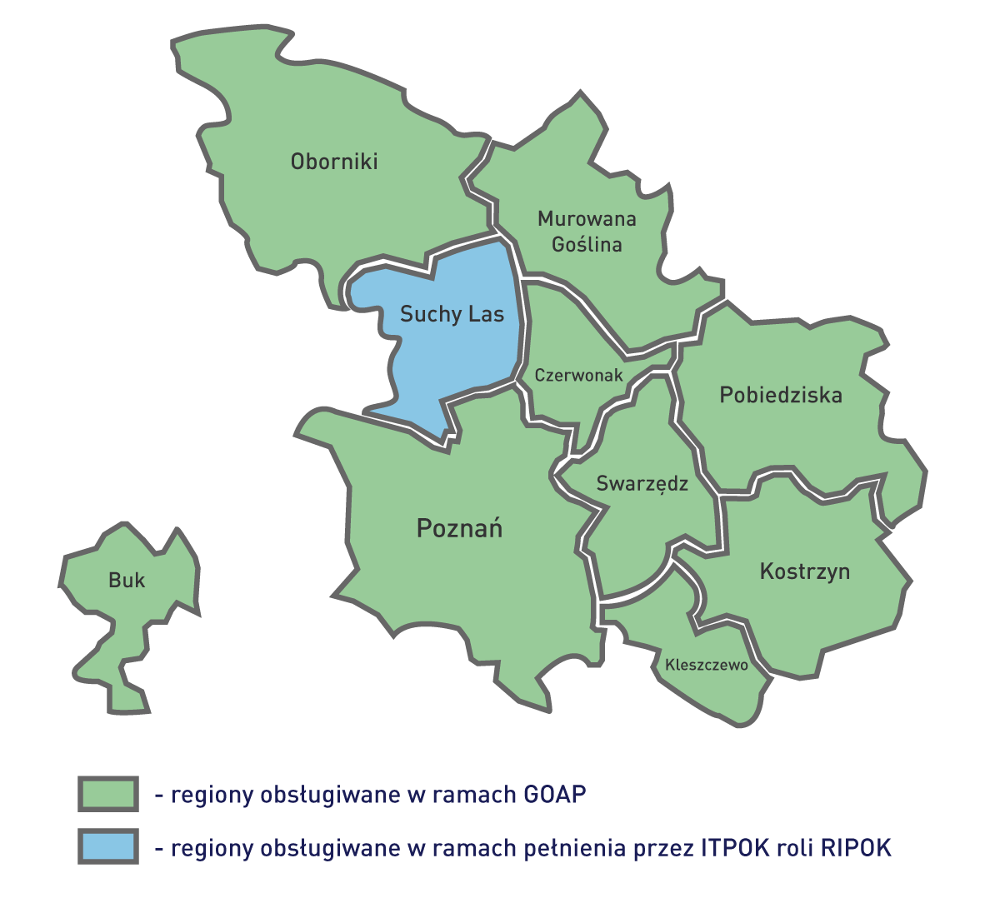 Oborniki
Murowana
Goślina
Suchy Las
Czerwonak
Pobiedziska
Swarzędz
Poznań
Kostrzyn
Buk
Kleszczewo
- regiony obsługiwane w ramach GOAP
- regiony obsługiwane w ramach pełnienia przez ITPOK roli RIPOK